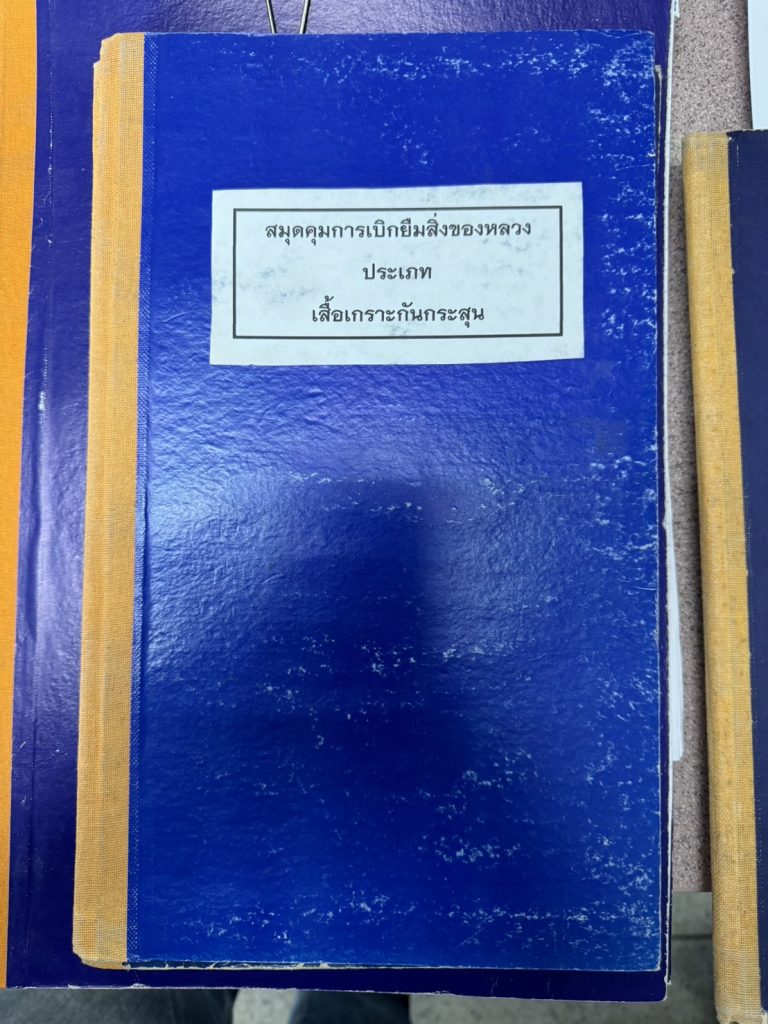 สมุดคุมการเบิกยืมสิ่งของหลวง
ประเภท
เสื้อเกราะกันกระสุน